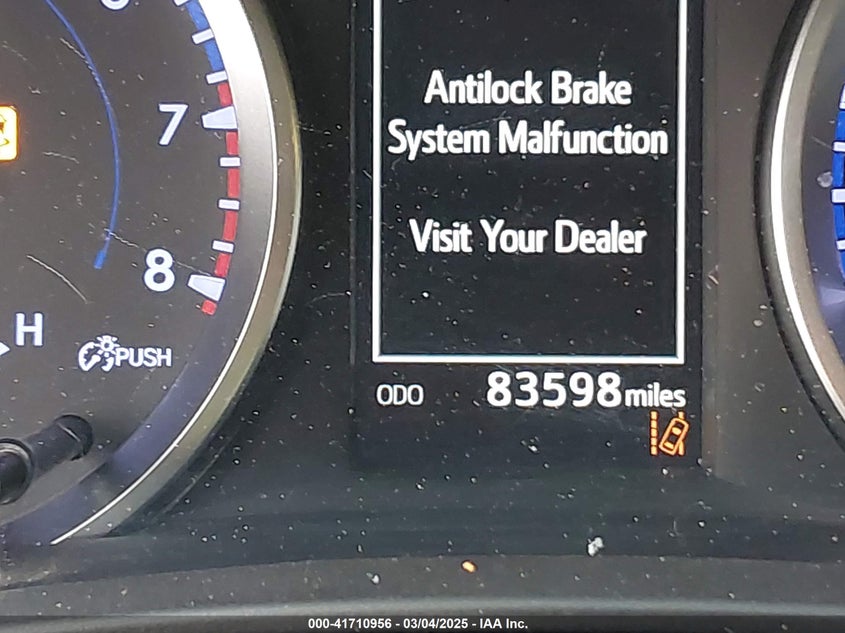 Antilock Brake
System Malfunction
Visit Your Dealer
7
8
H
PUSH
ODO 83598 miles
000-41710956 - 03/04/2025 - IAA Inc.